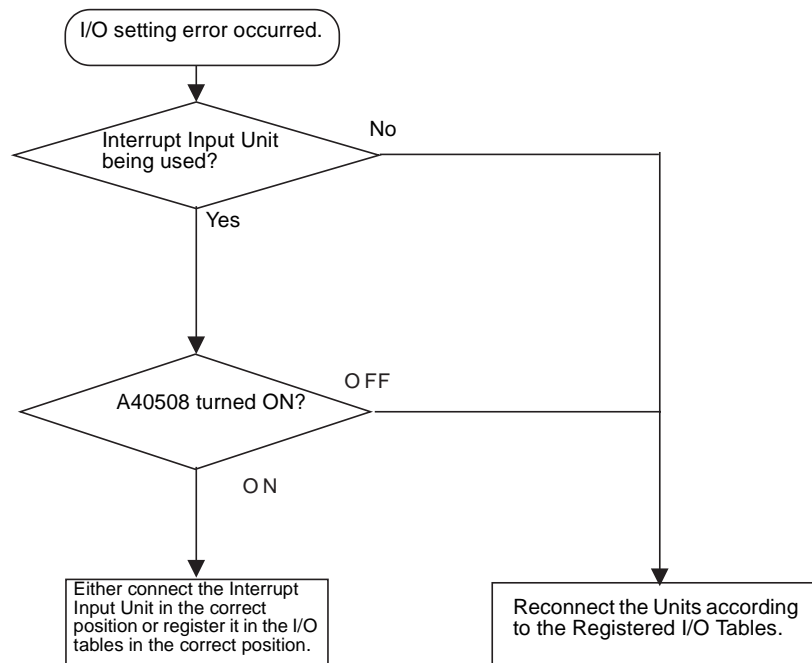 I/O setting error occurred.
Interrupt Input Unit
being used?
No
Yes
A40508 turned ON?
OFF
ON
Either connect the Interrupt
Input Unit in the correct
position or register it in the I/O
tables in the correct position.
Reconnect the Units according
to the Registered I/O Tables.